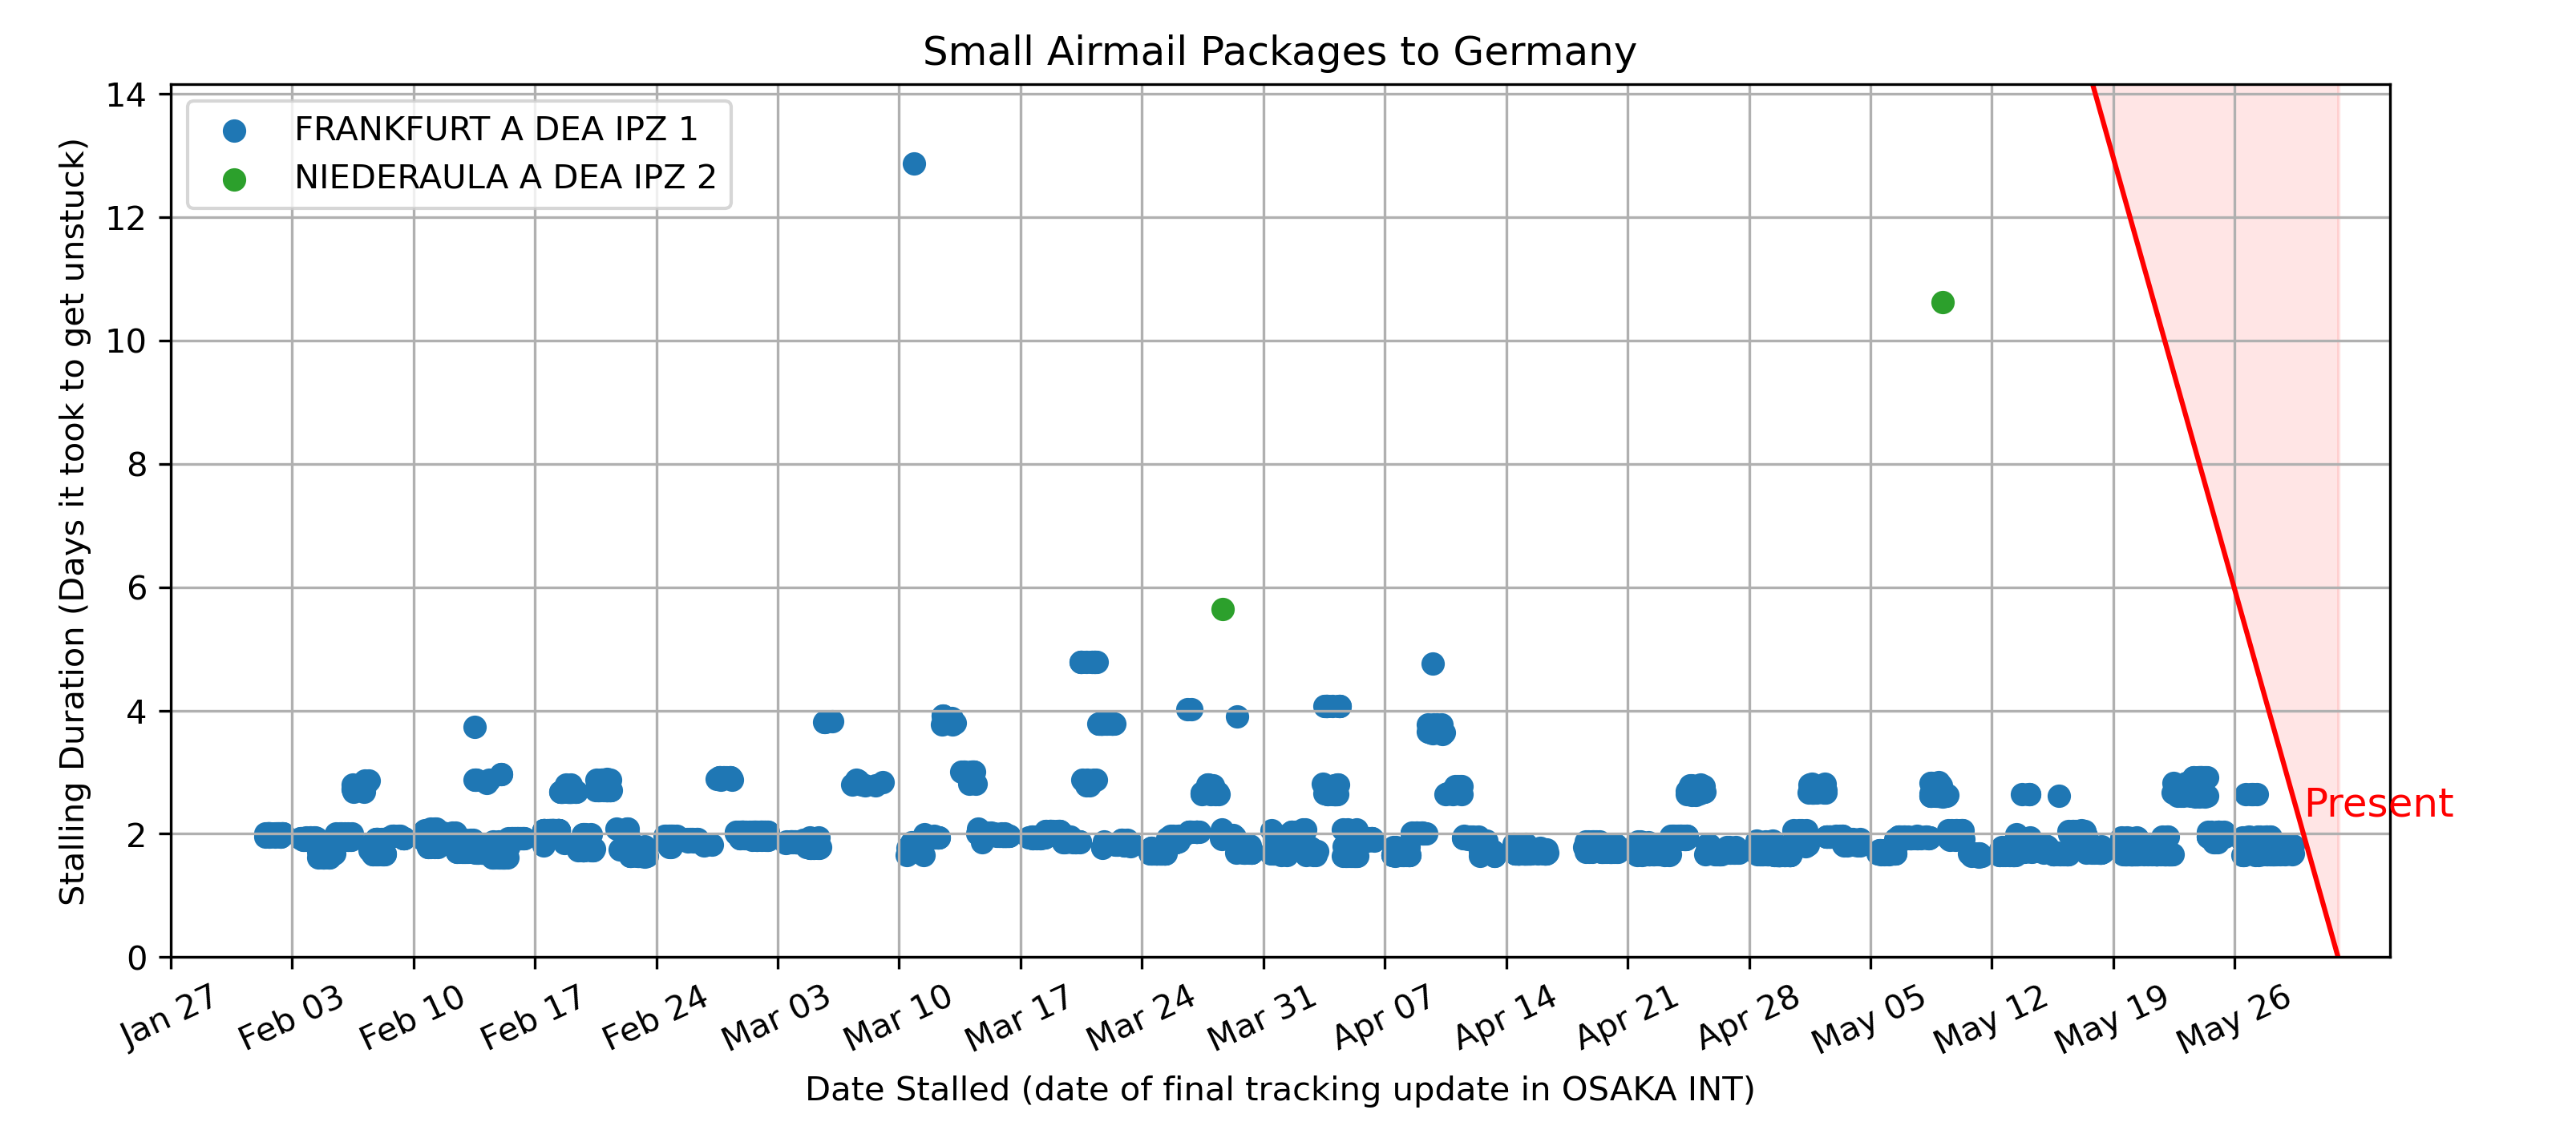 Small Airmail Packages to Germany
FRANKFURT A DEA IPZ 1
NIEDERAULA A DEA IPZ 2
Stalling Duration (Days it took to get unstuck)
14
12
10
8
6
4
2
0
Present
Jan 27
Feb 03
Feb 10
Feb 17
Feb 24
Mar 03
Mar 10
Mar 17
Mar 24
Mar 31
Apr 07
Apr 14
Apr 21
Apr 28
May 05
May 12
May 19
May 26
Date Stalled (date of final tracking update in OSAKA INT)